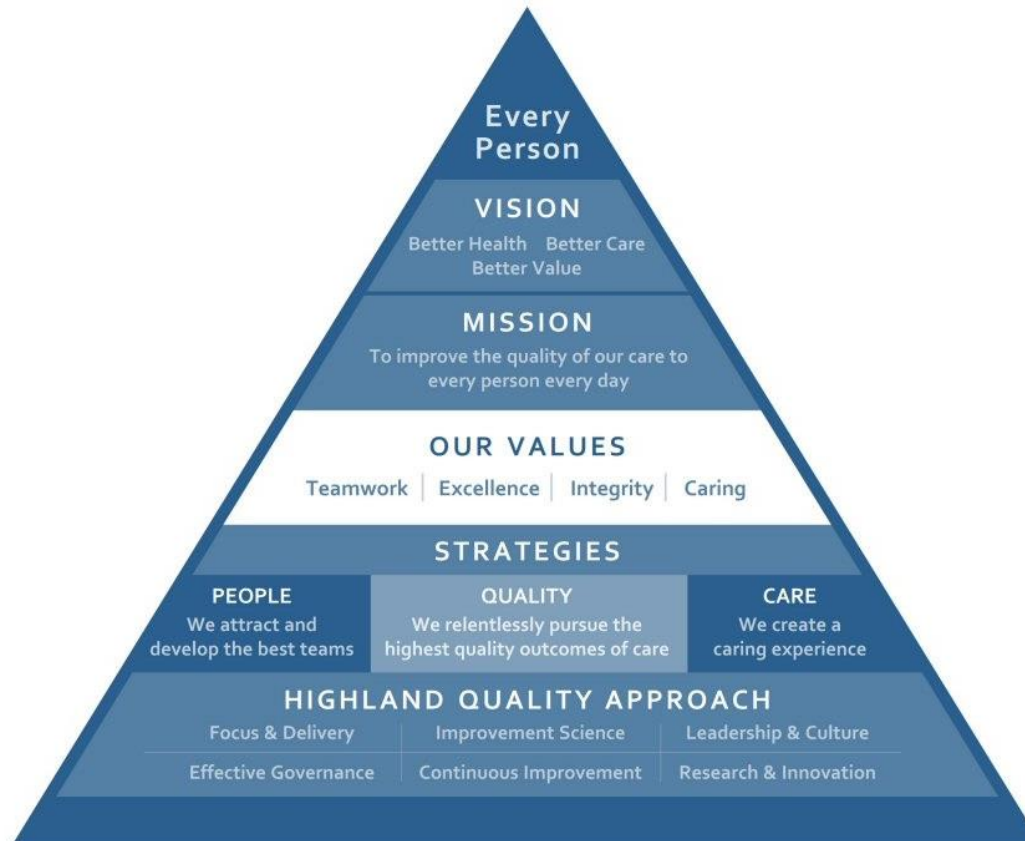 Every
Person
VISION
Better Health Better Care
Better Value
MISSION
To improve the quality of our care to
every person every day
OUR VALUES
Teamwork Excellence Integrity Caring
STRATEGIES
PEOPLE
We attract and
develop the best teams
QUALITY
We relentlessly pursue the
highest quality outcomes of care
CARE
We create a
caring experience
HIGHLAND QUALITY APPROACH
Focus & Delivery Improvement Science Leadership & Culture
Effective Governance Continuous Improvement Research & Innovation